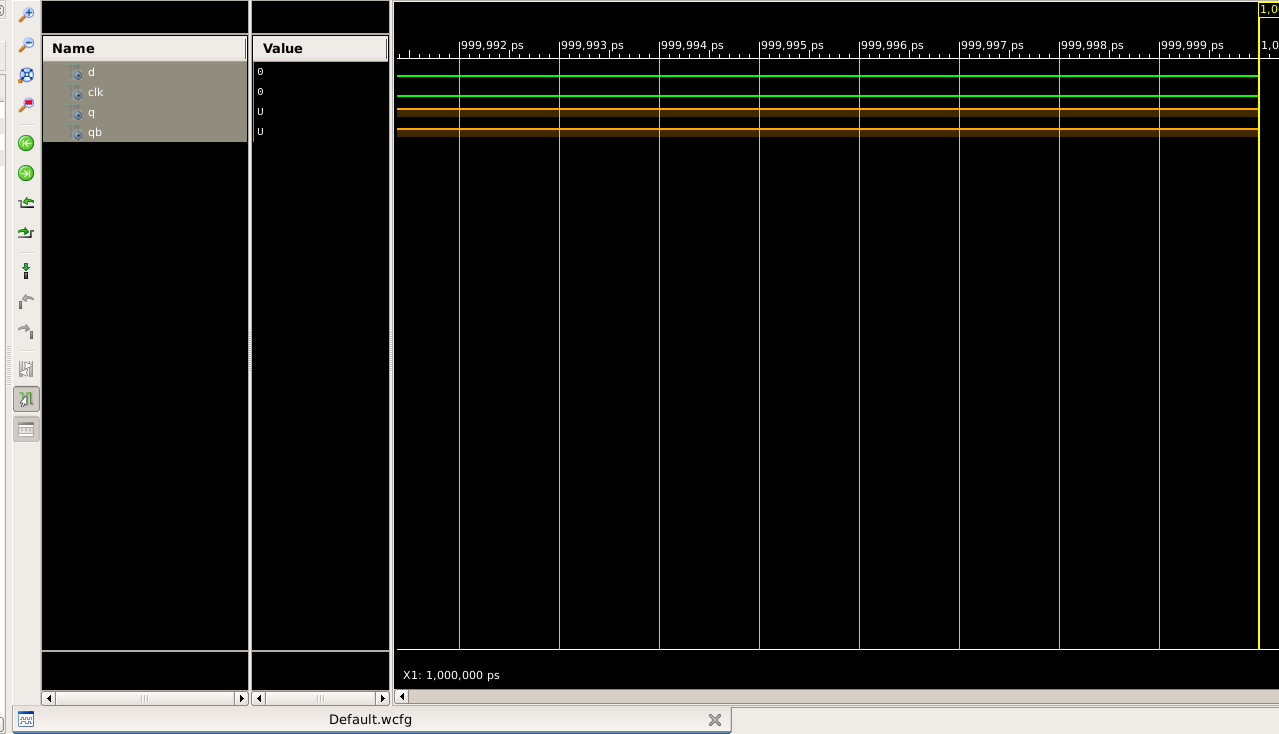 1,0
Name
Value
999,992 ps
999,993 ps
999,994 ps
999,995 ps
999,996 ps
999,997 ps
999,998 ps
999,999 ps
1,0
d
0
clk
0
q
U
qb
U
X1: 1,000,000 ps
Default.wcfg